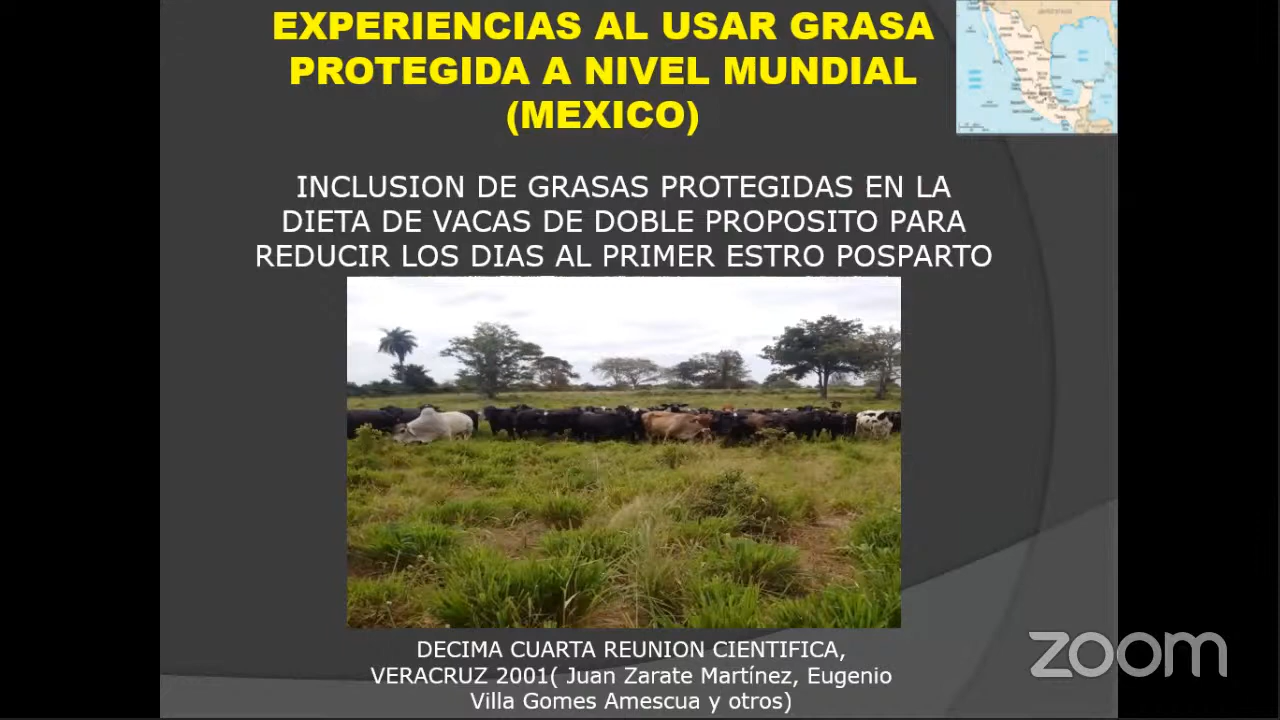 EXPERIENCIAS AL USAR GRASA
PROTEGIDA A NIVEL MUNDIAL
(MEXICO)
INCLUSION DE GRASAS PROTEGIDAS EN LA
DIETA DE VACAS DE DOBLE PROPOSITO PARA
REDUCIR LOS DIAS AL PRIMER ESTRO POSPARTO
DECIMA CUARTA REUNION CIENTIFICA,
VERACRUZ 2001( Juan Zarate Martínez, Eugenio
Villa Gomes Amescua y otros)
zoom